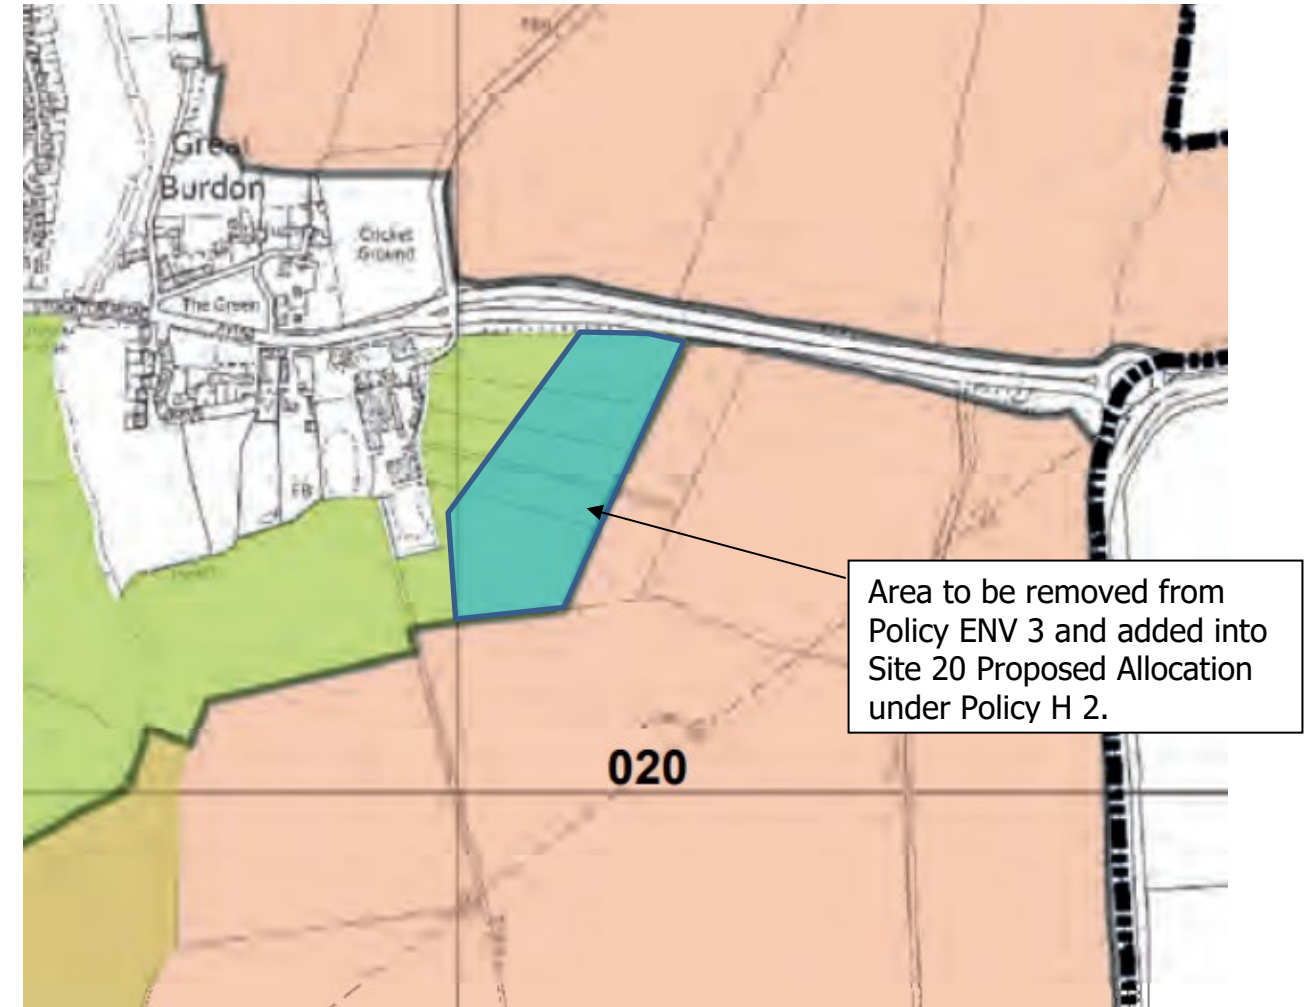 Great
Burdon
Cricket
Ground
The Green
FB
Area to be removed from
Policy ENV 3 and added into
Site 20 Proposed Allocation
under Policy H 2.
020